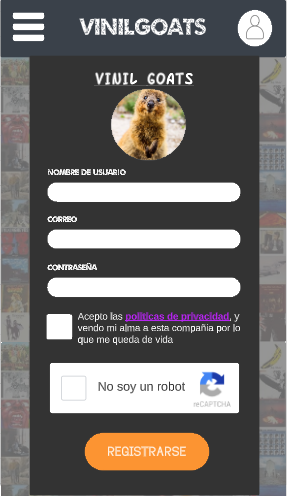 VINILGOATS
VINIL GOATS
NOMBRE DE USUARIO
CORREO
CONTRASEÑA
Acepto las políticas de privacidad, y
vendo mi alma a esta compañia por lo
que me queda de vida
No soy un robot
reCAPTCHA
REGISTRARSE